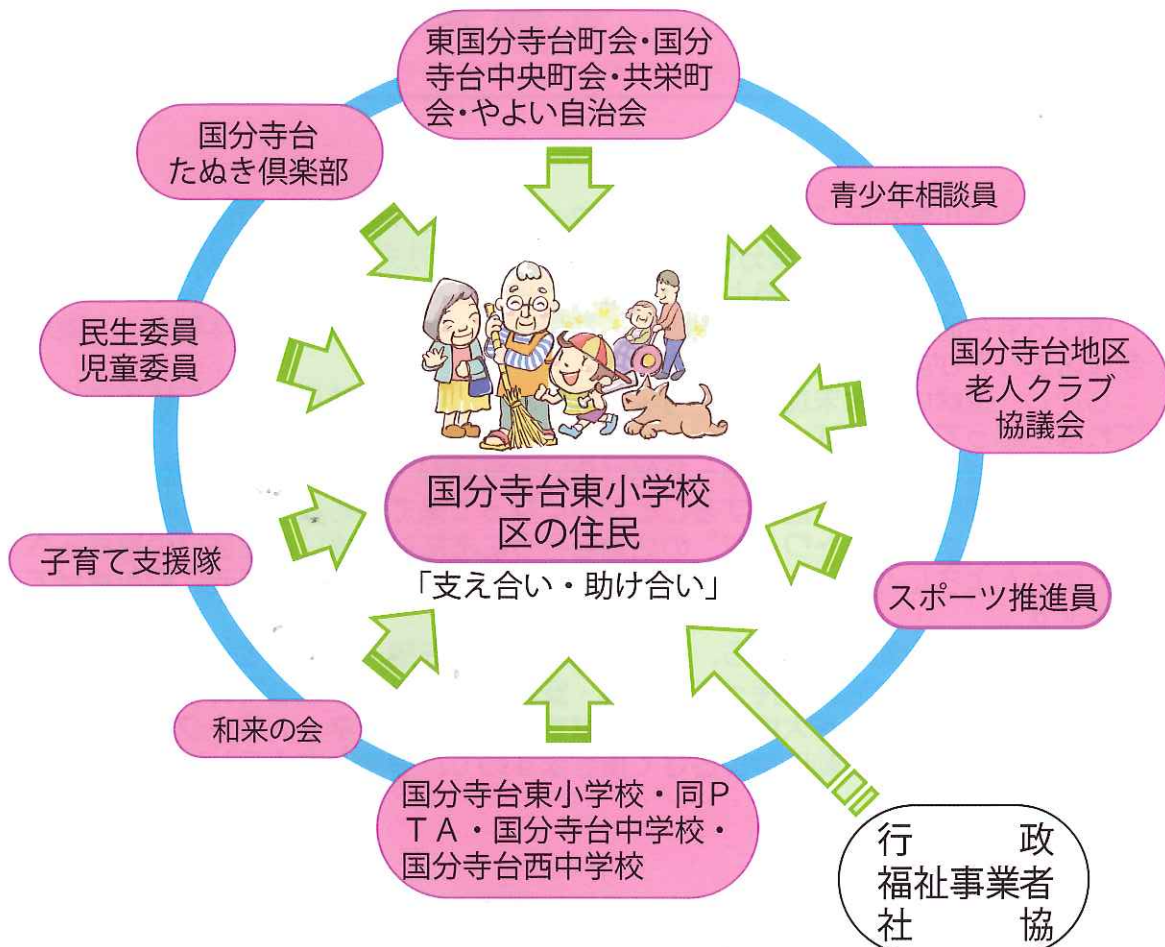 東国分寺台町会・国分
寺台中央町会・共栄町
会・やよい自治会
国分寺台
たぬき倶楽部
青少年相談員
民生委員
児童委員
国分寺台地区
老人クラブ
協議会
国分寺台東小学校
区の住民
「支え合い・助け合い」
子育て支援隊
スポーツ推進員
和来の会
国分寺台東小学校・同P
TA・国分寺台中学校・
国分寺台西中学校
行政
福祉事業者
社協